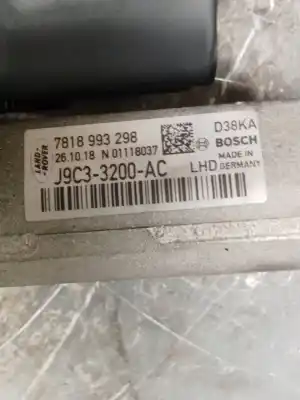 LAND-
ROVER
7818 993 298
D38KA
26.10.18 N 01118037
BOSCH
J9C3-3200-AC
LHD
MADE IN
GERMANY